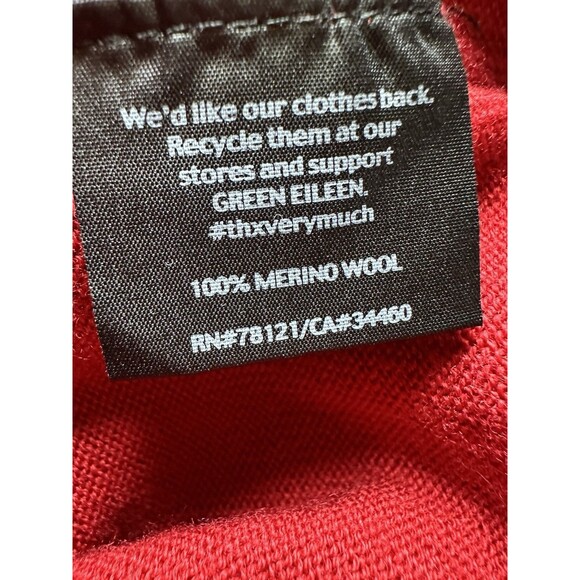 We'd like our clothes back.
Recycle them at our
stores and support
GREEN EILEEN.
#thxverymuch
100% MERINO WOOL
RN#78121/CA#34460